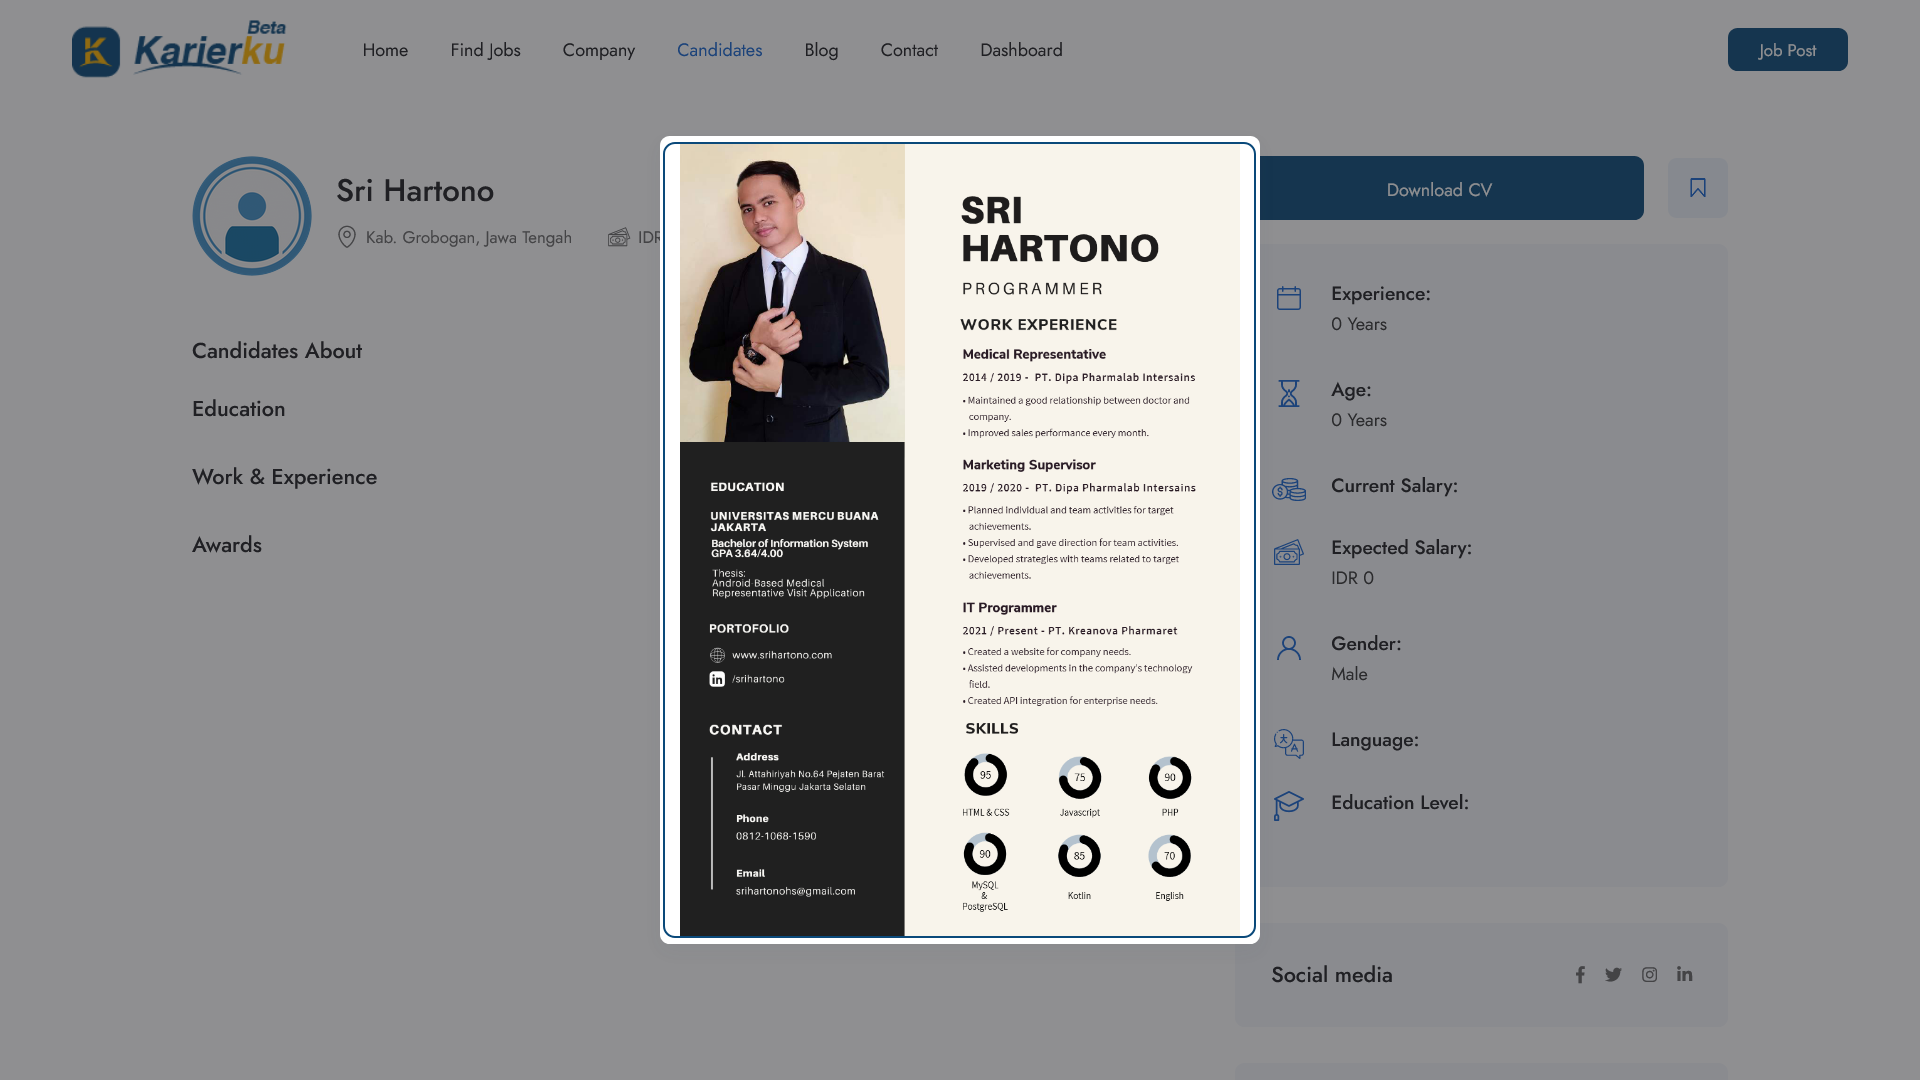 Karierku Beta
Home
Find Jobs
Company
Candidates
Blog
Contact
Dashboard
Job Post
Sri Hartono
Kab. Grobogan, Jawa Tengah
IDR
Candidates About
Education
Work & Experience
Awards
SRI
HARTONO
PROGRAMMER
WORK EXPERIENCE
Medical Representative
2014 / 2019 - PT. Dipa Pharmalab Intersains
• Maintained a good relationship between doctor and
company.
• Improved sales performance every month.
Marketing Supervisor
2019 / 2020 - PT. Dipa Pharmalab Intersains
• Planned individual and team activities for target
achievements.
• Supervised and gave direction for team activities.
• Developed strategies with teams related to target
achievements.
IT Programmer
2021 / Present - PT. Kreanova Pharmaret
• Created a website for company needs.
• Assisted developments in the company's technology
field.
• Created API integration for enterprise needs.
SKILLS
95
75
90
HTML & CSS
Javascript
PHP
90
85
70
MySQL
&
PostgreSQL
Kotlin
English
EDUCATION
UNIVERSITAS MERCU BUANA
JAKARTA
Bachelor of Information System
GPA 3.64/4.00
Thesis:
Android-Based Medical
Representative Visit Application
PORTOFOLIO
www.srihartono.com
/srihartono
CONTACT
Address
Jl. Attahiriyah No.64 Pejaten Barat
Pasar Minggu Jakarta Selatan
Phone
0812-1068-1590
Email
srihartonohs@gmail.com
Download CV
Experience:
0 Years
Age:
0 Years
Current Salary:
Expected Salary:
IDR 0
Gender:
Male
Language:
Education Level:
Social media